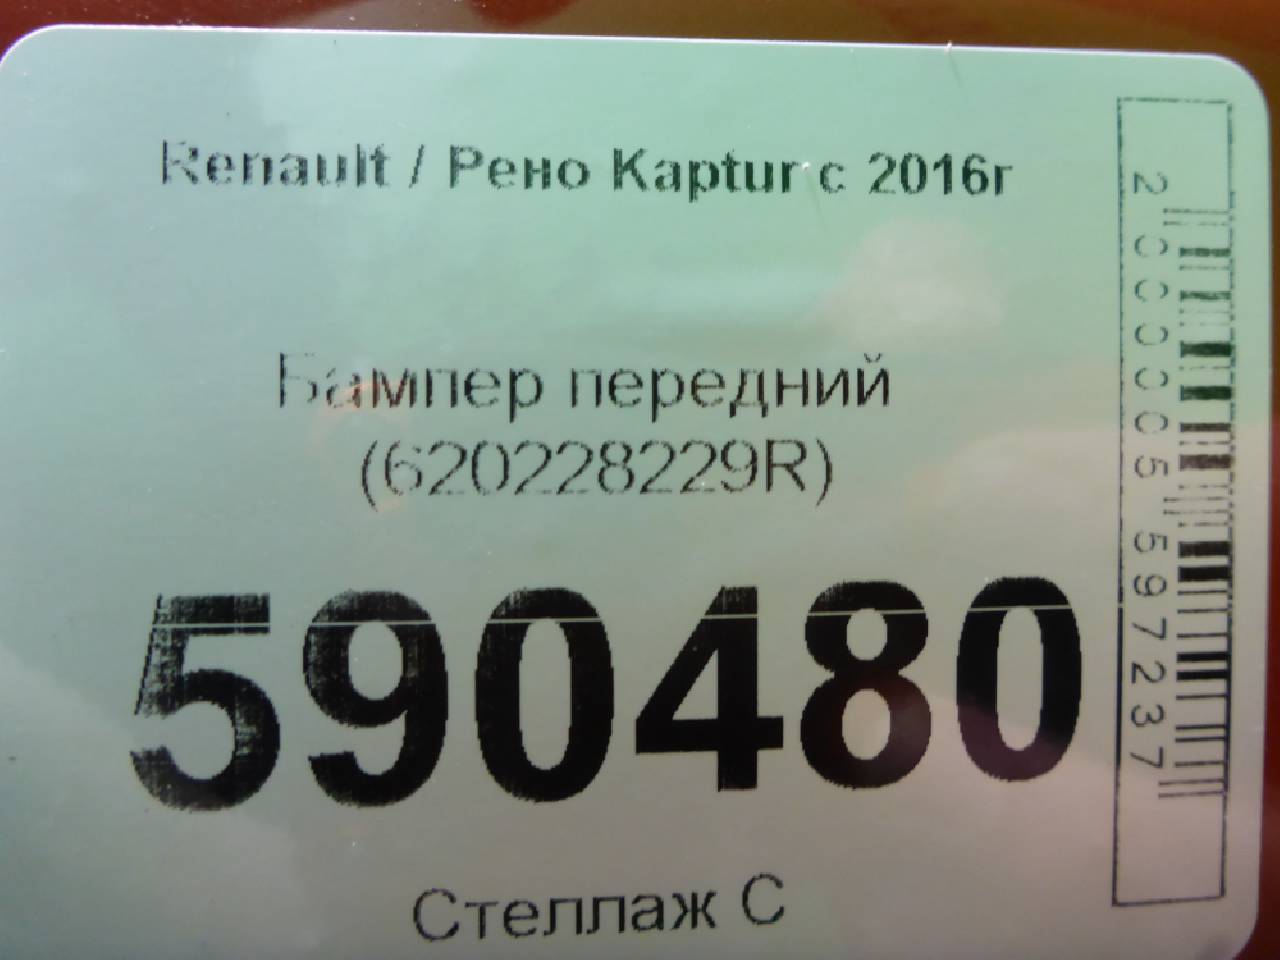 Renault / Рено Kaptur с 2016г
Бампер передний
(620228229R)
590480
Стеллаж С
2000005597237